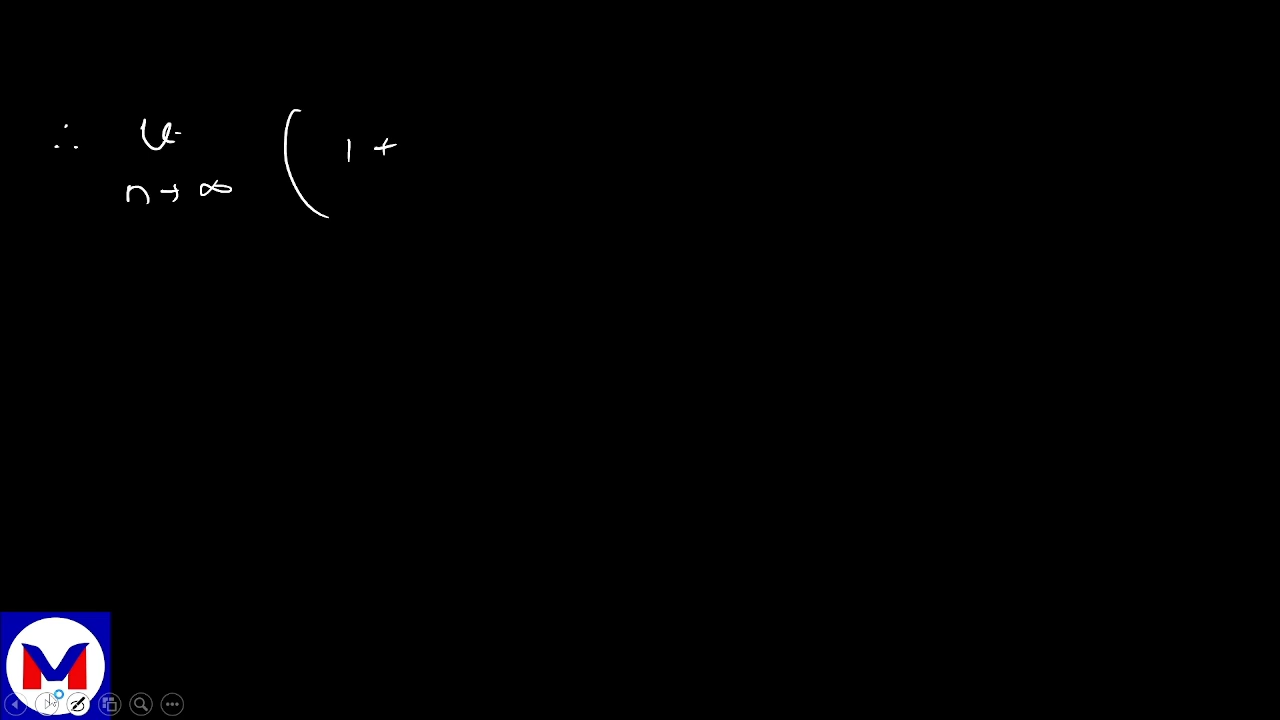 ∴ Lt ( 1 +
n → ∞